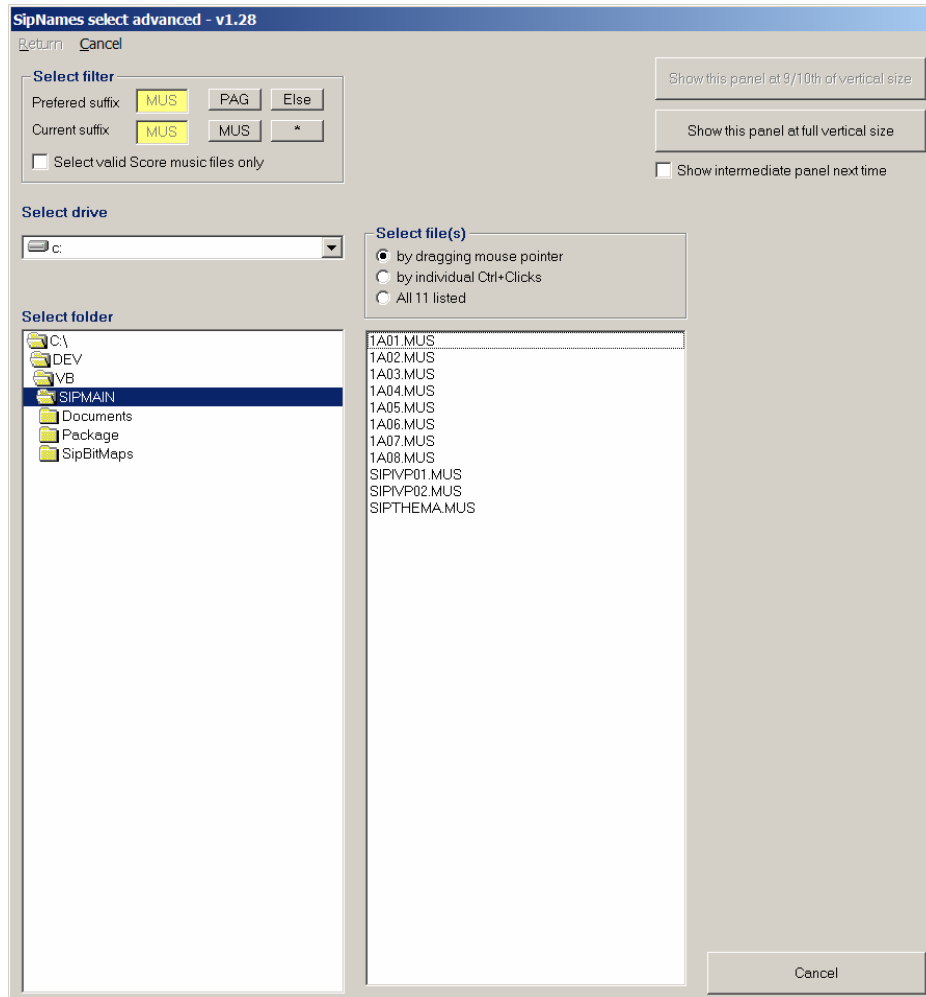 SipNames select advanced - v1.28
Return Cancel
Select filter
Prefered suffix MUS PAG Else
Current suffix MUS MUS *
Select valid Score music files only
Show this panel at 9/10th of vertical size
Show this panel at full vertical size
Show intermediate panel next time
Select drive
c:
Select file(s)
by dragging mouse pointer
by individual Ctrl+Clicks
All 11 listed
Select folder
C:\
DEV
VB
SIPMAIN
Documents
Package
SipBitMaps
1A01.MUS
1A02.MUS
1A03.MUS
1A04.MUS
1A05.MUS
1A06.MUS
1A07.MUS
1A08.MUS
SIPIVP01.MUS
SIPIVP02.MUS
SIPTHEMA.MUS
Cancel